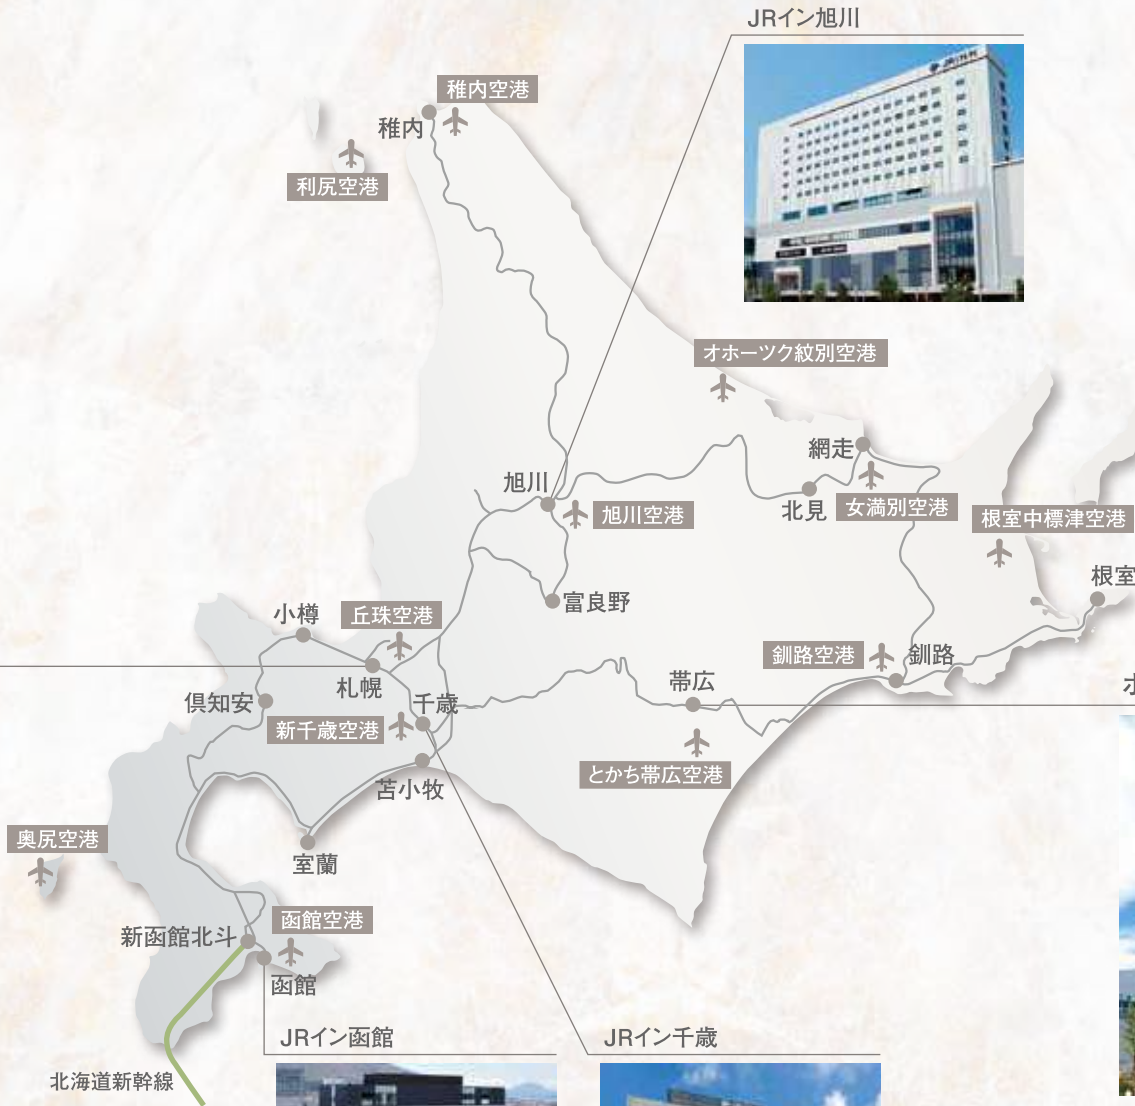 JRイン旭川
JRイン
稚内空港
稚内
利尻空港
オホーツク紋別空港
網走
旭川
北見
女満別空港
旭川空港
根室中標津空港
根室
富良野
小樽
丘珠空港
釧路空港
釧路
札幌
帯広
倶知安
千歳
新千歳空港
とかち帯広空港
苫小牧
奥尻空港
室蘭
函館空港
新函館北斗
函館
JRイン函館
JRイン千歳
北海道新幹線